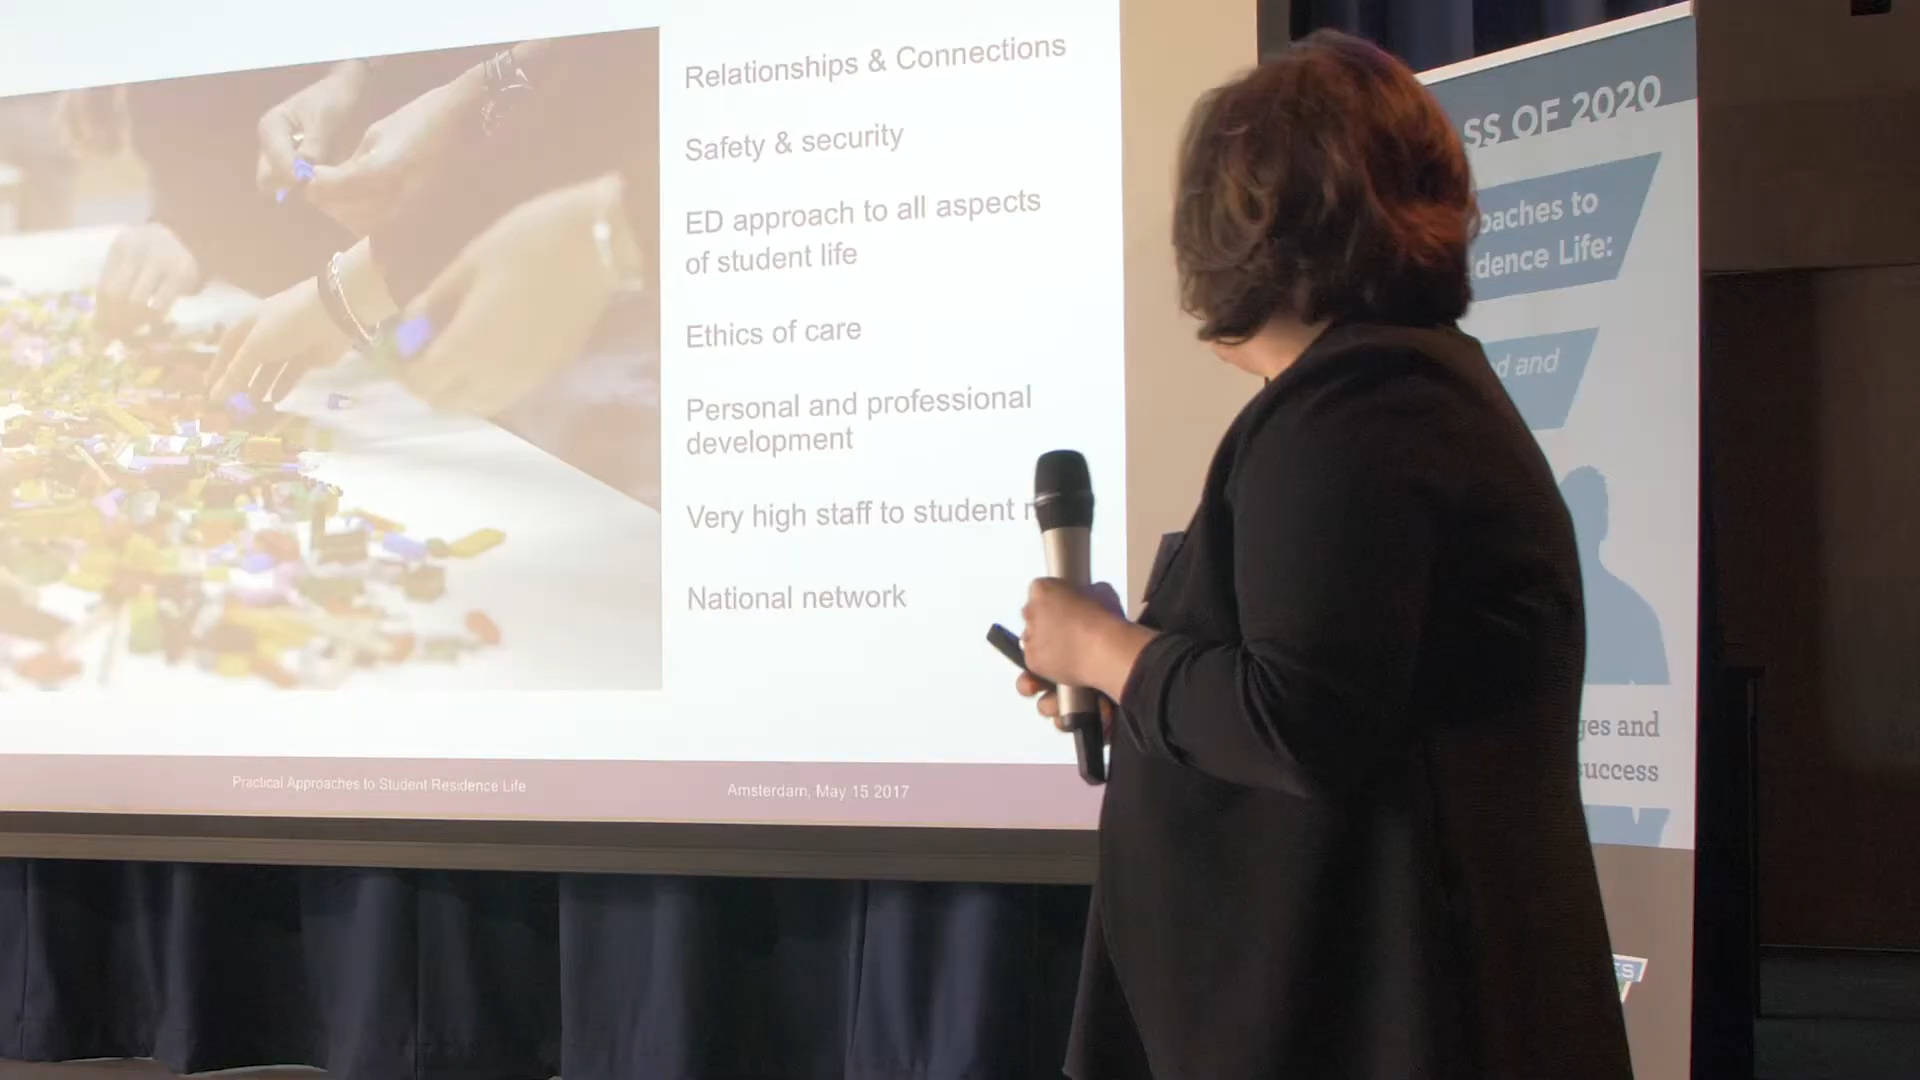 Relationships & Connections
Safety & security
ED approach to all aspects
of student life
Ethics of care
Personal and professional
development
Very high staff to student
National network
Practical Approaches to Student Residence Life
Amsterdam, May 15 2017
SS OF 2020
oaches to
dence Life:
d and
ges and
success
ES